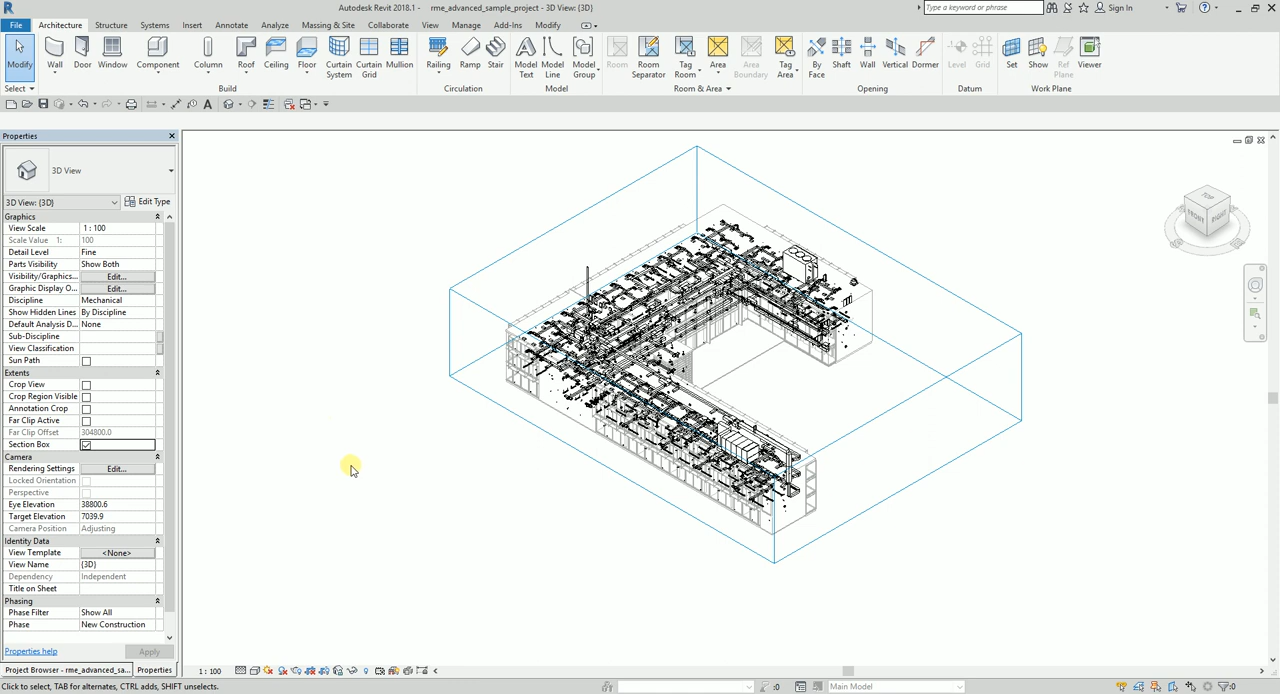 Autodesk Revit 2018.1 - rme_advanced_sample_project - 3D View: {3D}
Type a keyword or phrase
Sign In
File Architecture Structure Systems Insert Annotate Analyze Massing & Site Collaborate View Manage Add-Ins Modify
Modify Wall Door Window Component Column Roof Ceiling Floor Curtain System Curtain Grid Mullion Railing Ramp Stair Model Text Model Line Model Group Room Room Separator Tag Room Area Area Boundary Tag Area By Face Shaft Wall Vertical Dormer Level Grid Set Show Ref Plane Viewer
Select Build Circulation Model Room & Area Opening Datum Work Plane
Properties
3D View
3D View: {3D} Edit Type
Graphics
View Scale 1 : 100
Scale Value 1: 100
Detail Level Fine
Parts Visibility Show Both
Visibility/Graphics... Edit...
Graphic Display O... Edit...
Discipline Mechanical
Show Hidden Lines By Discipline
Default Analysis D... None
Sub-Discipline
View Classification
Sun Path
Extents
Crop View
Crop Region Visible
Annotation Crop
Far Clip Active
Far Clip Offset 304800.0
Section Box
Camera
Rendering Settings Edit...
Locked Orientation
Perspective
Eye Elevation 38800.6
Target Elevation 7039.9
Camera Position Adjusting
Identity Data
View Template <None>
View Name {3D}
Dependency Independent
Title on Sheet
Phasing
Phase Filter Show All
Phase New Construction
Properties help Apply
Project Browser - rme_advanced_sa... Properties
TOP
FRONT RIGHT
1 : 100
Click to select, TAB for alternates, CTRL adds, SHIFT unselects.
:0 Main Model :0